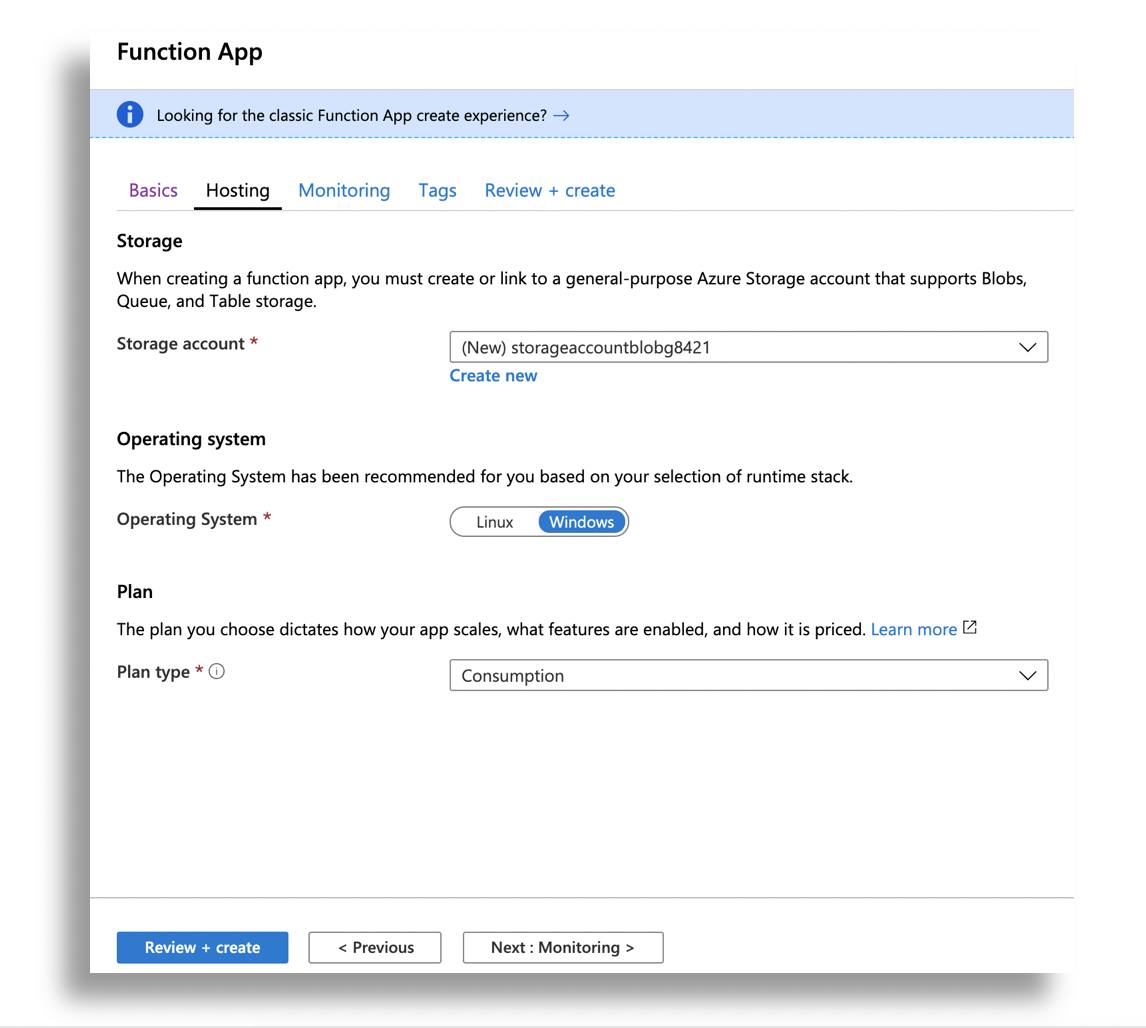 Function App
Looking for the classic Function App create experience? →
Basics Hosting Monitoring Tags Review + create
Storage
When creating a function app, you must create or link to a general-purpose Azure Storage account that supports Blobs,
Queue, and Table storage.
Storage account * (New) storageaccountblobg8421
Create new
Operating system
The Operating System has been recommended for you based on your selection of runtime stack.
Operating System * Linux Windows
Plan
The plan you choose dictates how your app scales, what features are enabled, and how it is priced. Learn more
Plan type * Consumption
Review + create < Previous Next : Monitoring >